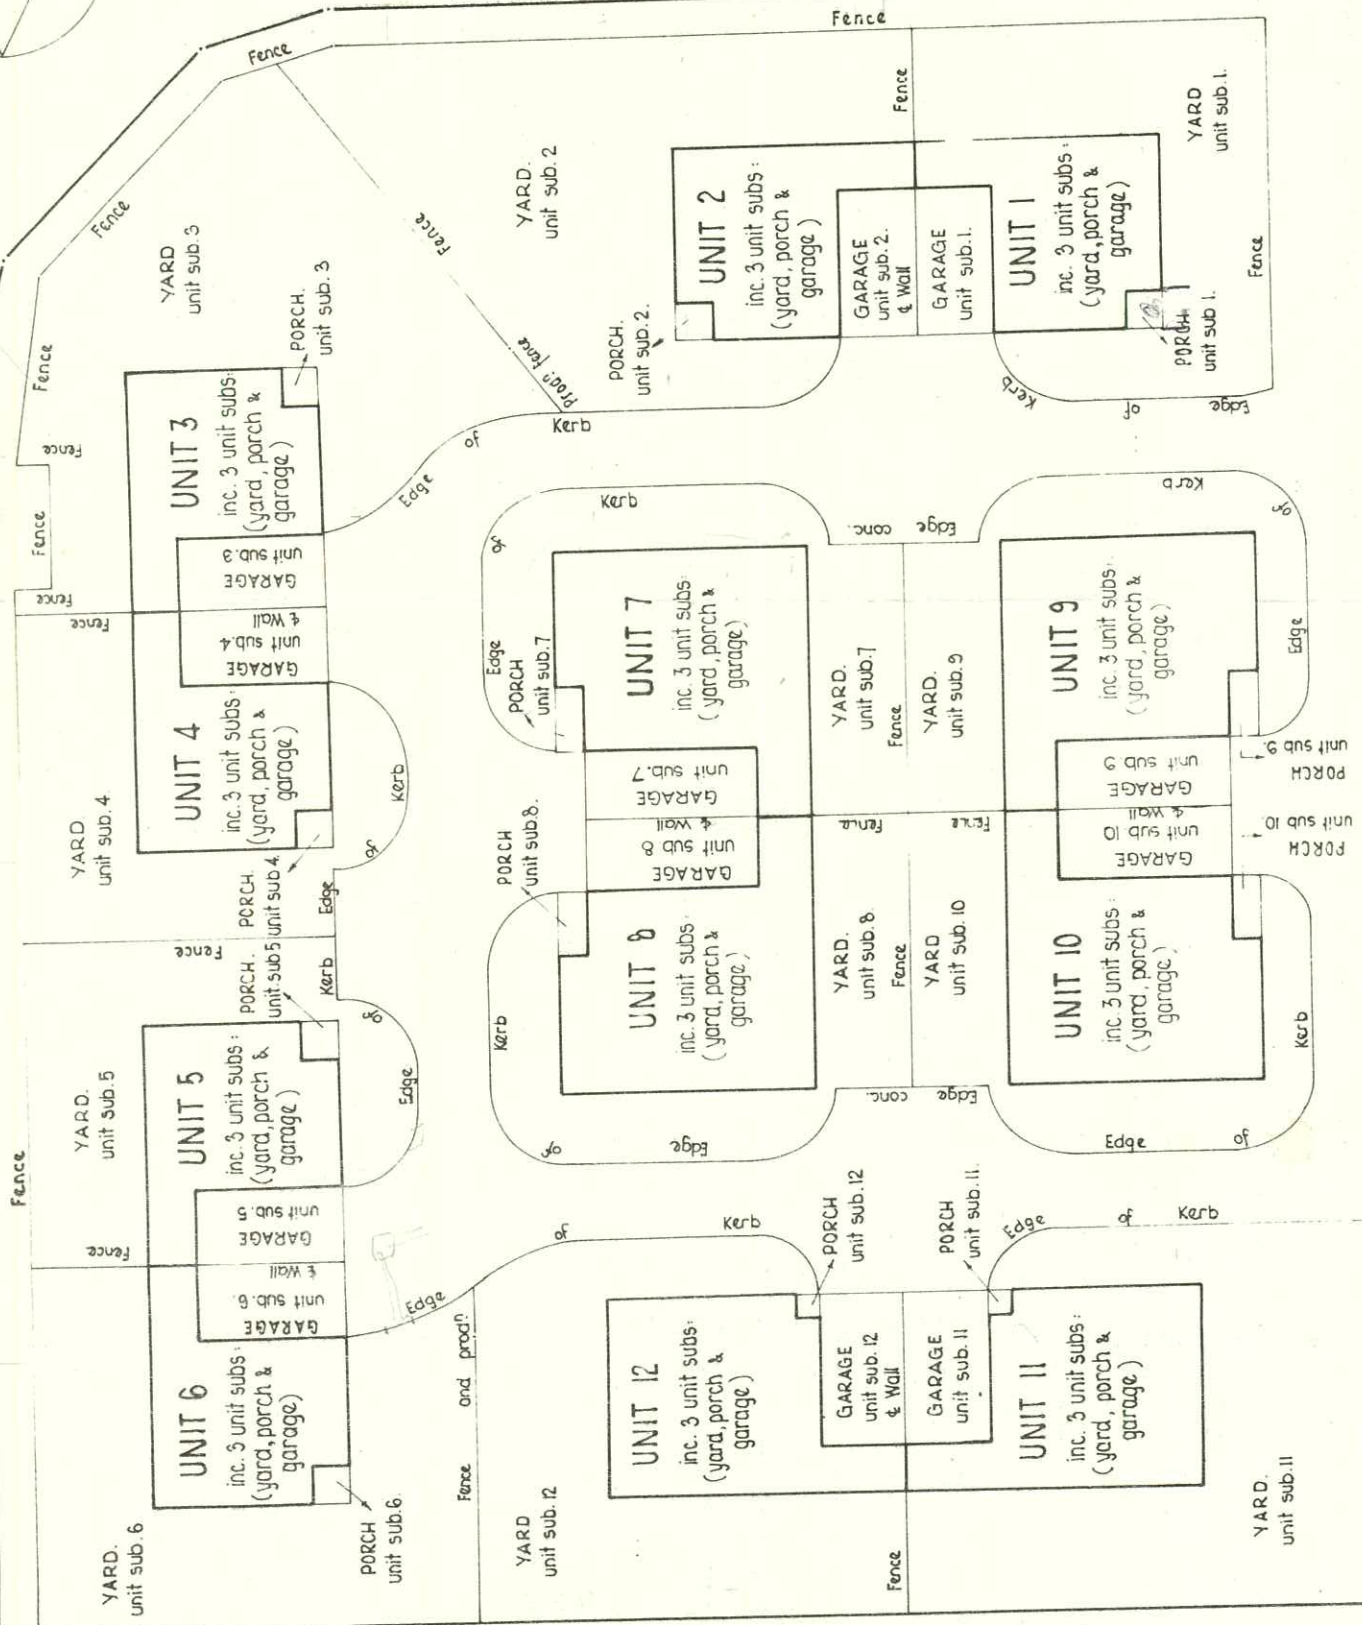 Fence
Fence
Fence
Fence
YARD
unit sub.3
PORCH.
unit sub. 3
Fence
Fence
Fence
Fence
Fence
UNIT 3
inc. 3 unit subs:
(yard, porch &
garage)
GARAGE
unit sub.3
GARAGE
unit sub.4
& Wall
UNIT 4
inc. 3 unit subs:
(yard, porch &
garage)
YARD
unit sub.4.
PORCH.
unit sub 4.
Edge
of
Kerb
Fence
PORCH.
unit sub5
Kerb
of
Edge
YARD.
unit sub.5
UNIT 5
inc. 3 unit subs:
(yard, porch &
garage)
GARAGE
unit sub.5
Fence
Fence
GARAGE
unit sub.6.
& Wall
UNIT 6
inc. 3 unit subs:
(yard, porch &
garage)
YARD.
unit sub.6
PORCH
unit sub.6.
Edge
of
Kerb
Fence and prodn.
YARD.
unit sub. 2
Fence
Prodn. fence
Fence
PORCH.
unit sub.2.
UNIT 2
inc. 3 unit subs:
(yard, porch &
garage)
GARAGE
unit sub.2.
& Wall
GARAGE
unit sub.1.
UNIT 1
inc. 3 unit subs:
(yard, porch &
garage)
YARD
unit sub.1.
PORCH
unit sub 1.
Fence
Edge
of
Kerb
Kerb
of
Edge
Kerb
of
Edge
PORCH
unit sub.7
UNIT 7
inc. 3 unit subs:
(yard, porch &
garage)
GARAGE
unit sub.7
GARAGE
unit sub 8
& Wall
PORCH
unit sub.8.
UNIT 8
inc. 3 unit subs:
(yard, porch &
garage)
Kerb
of
Edge
Edge conc.
YARD.
unit sub.7
Fence
YARD.
unit sub.9
Fence
Fence
YARD.
unit sub.8.
Fence
YARD
unit sub.10
Edge conc.
Kerb
of
Edge
UNIT 9
inc. 3 unit subs:
(yard, porch &
garage)
GARAGE
unit sub 9
PORCH
unit sub 9.
GARAGE
unit sub 10
& Wall
PORCH
unit sub 10.
UNIT 10
inc. 3 unit subs:
(yard, porch &
garage)
Kerb
of
Edge
PORCH
unit sub.12
PORCH
unit sub.11.
Edge
of
Kerb
UNIT 12
inc. 3 unit subs:
(yard, porch &
garage)
GARAGE
unit sub.12
& Wall
GARAGE
unit sub.11
UNIT 11
inc. 3 unit subs:
(yard, porch &
garage)
YARD
unit sub.12
Fence
YARD.
unit sub.11